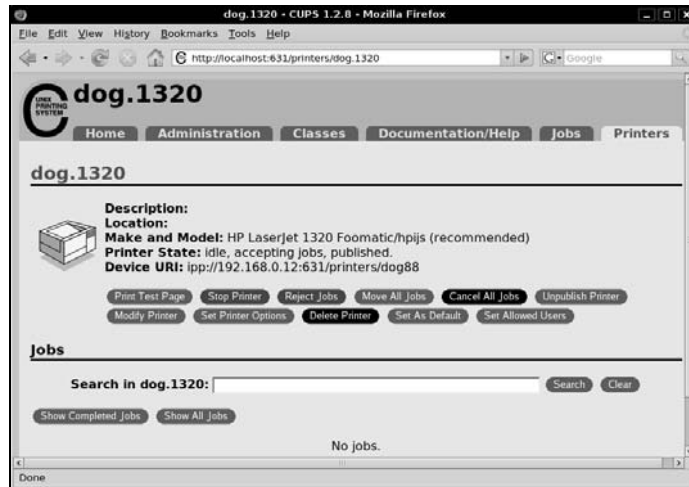 dog.1320 - CUPS 1.2.8 - Mozilla Firefox
File Edit View History Bookmarks Tools Help
http://localhost:631/printers/dog.1320
Google
UNIX PRINTING SYSTEM
dog.1320
Home Administration Classes Documentation/Help Jobs Printers
dog.1320
Description:
Location:
Make and Model: HP LaserJet 1320 Foomatic/hpijs (recommended)
Printer State: idle, accepting jobs, published.
Device URI: ipp://192.168.0.12:631/printers/dog88
Print Test Page Stop Printer Reject Jobs Move All Jobs Cancel All Jobs Unpublish Printer
Modify Printer Set Printer Options Delete Printer Set As Default Set Allowed Users
Jobs
Search in dog.1320: Search Clear
Show Completed Jobs Show All Jobs
No jobs.
Done